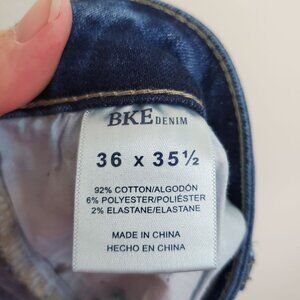 BKE DENIM
36 x 35½
92% COTTON/ALGODÓN
6% POLYESTER/POLIÉSTER
2% ELASTANE/ELASTANE
MADE IN CHINA
HECHO EN CHINA